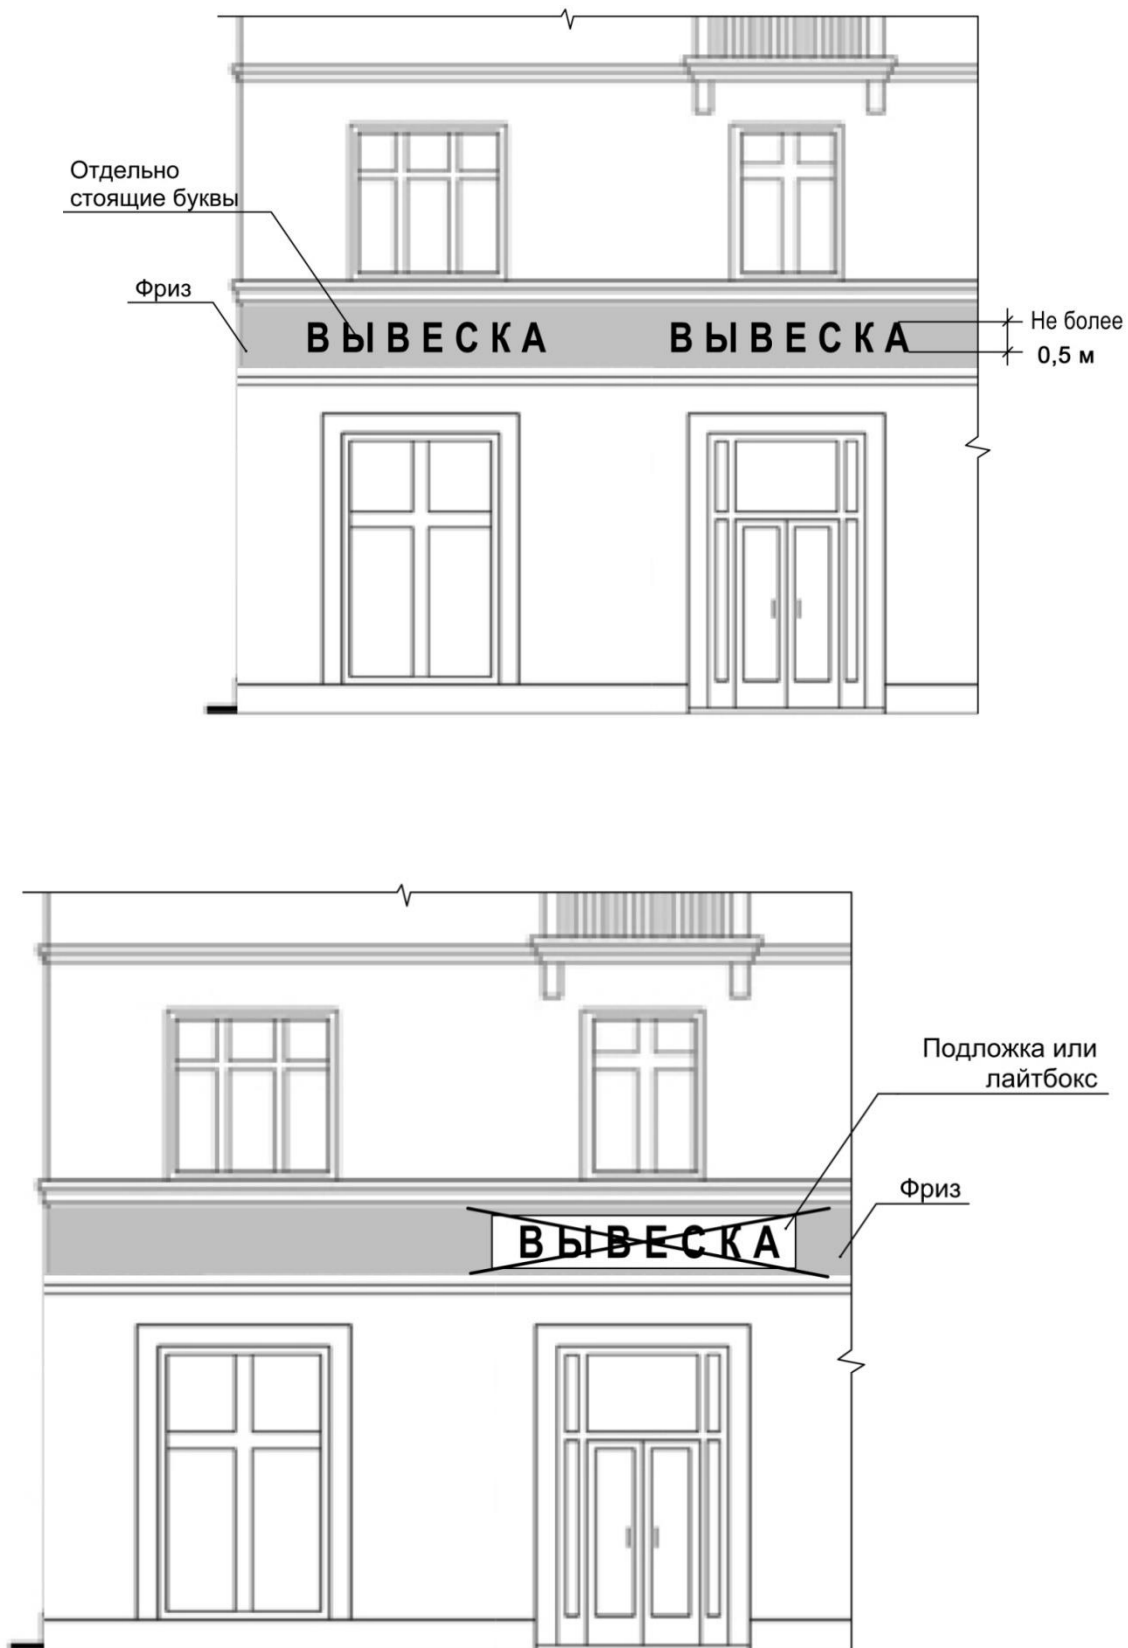 Отдельно
стоящие буквы
Фриз
ВЫВЕСКА ВЫВЕСКА
Не более
0,5 м
Подложка или
лайтбокс
Фриз
ВЫВЕСКА